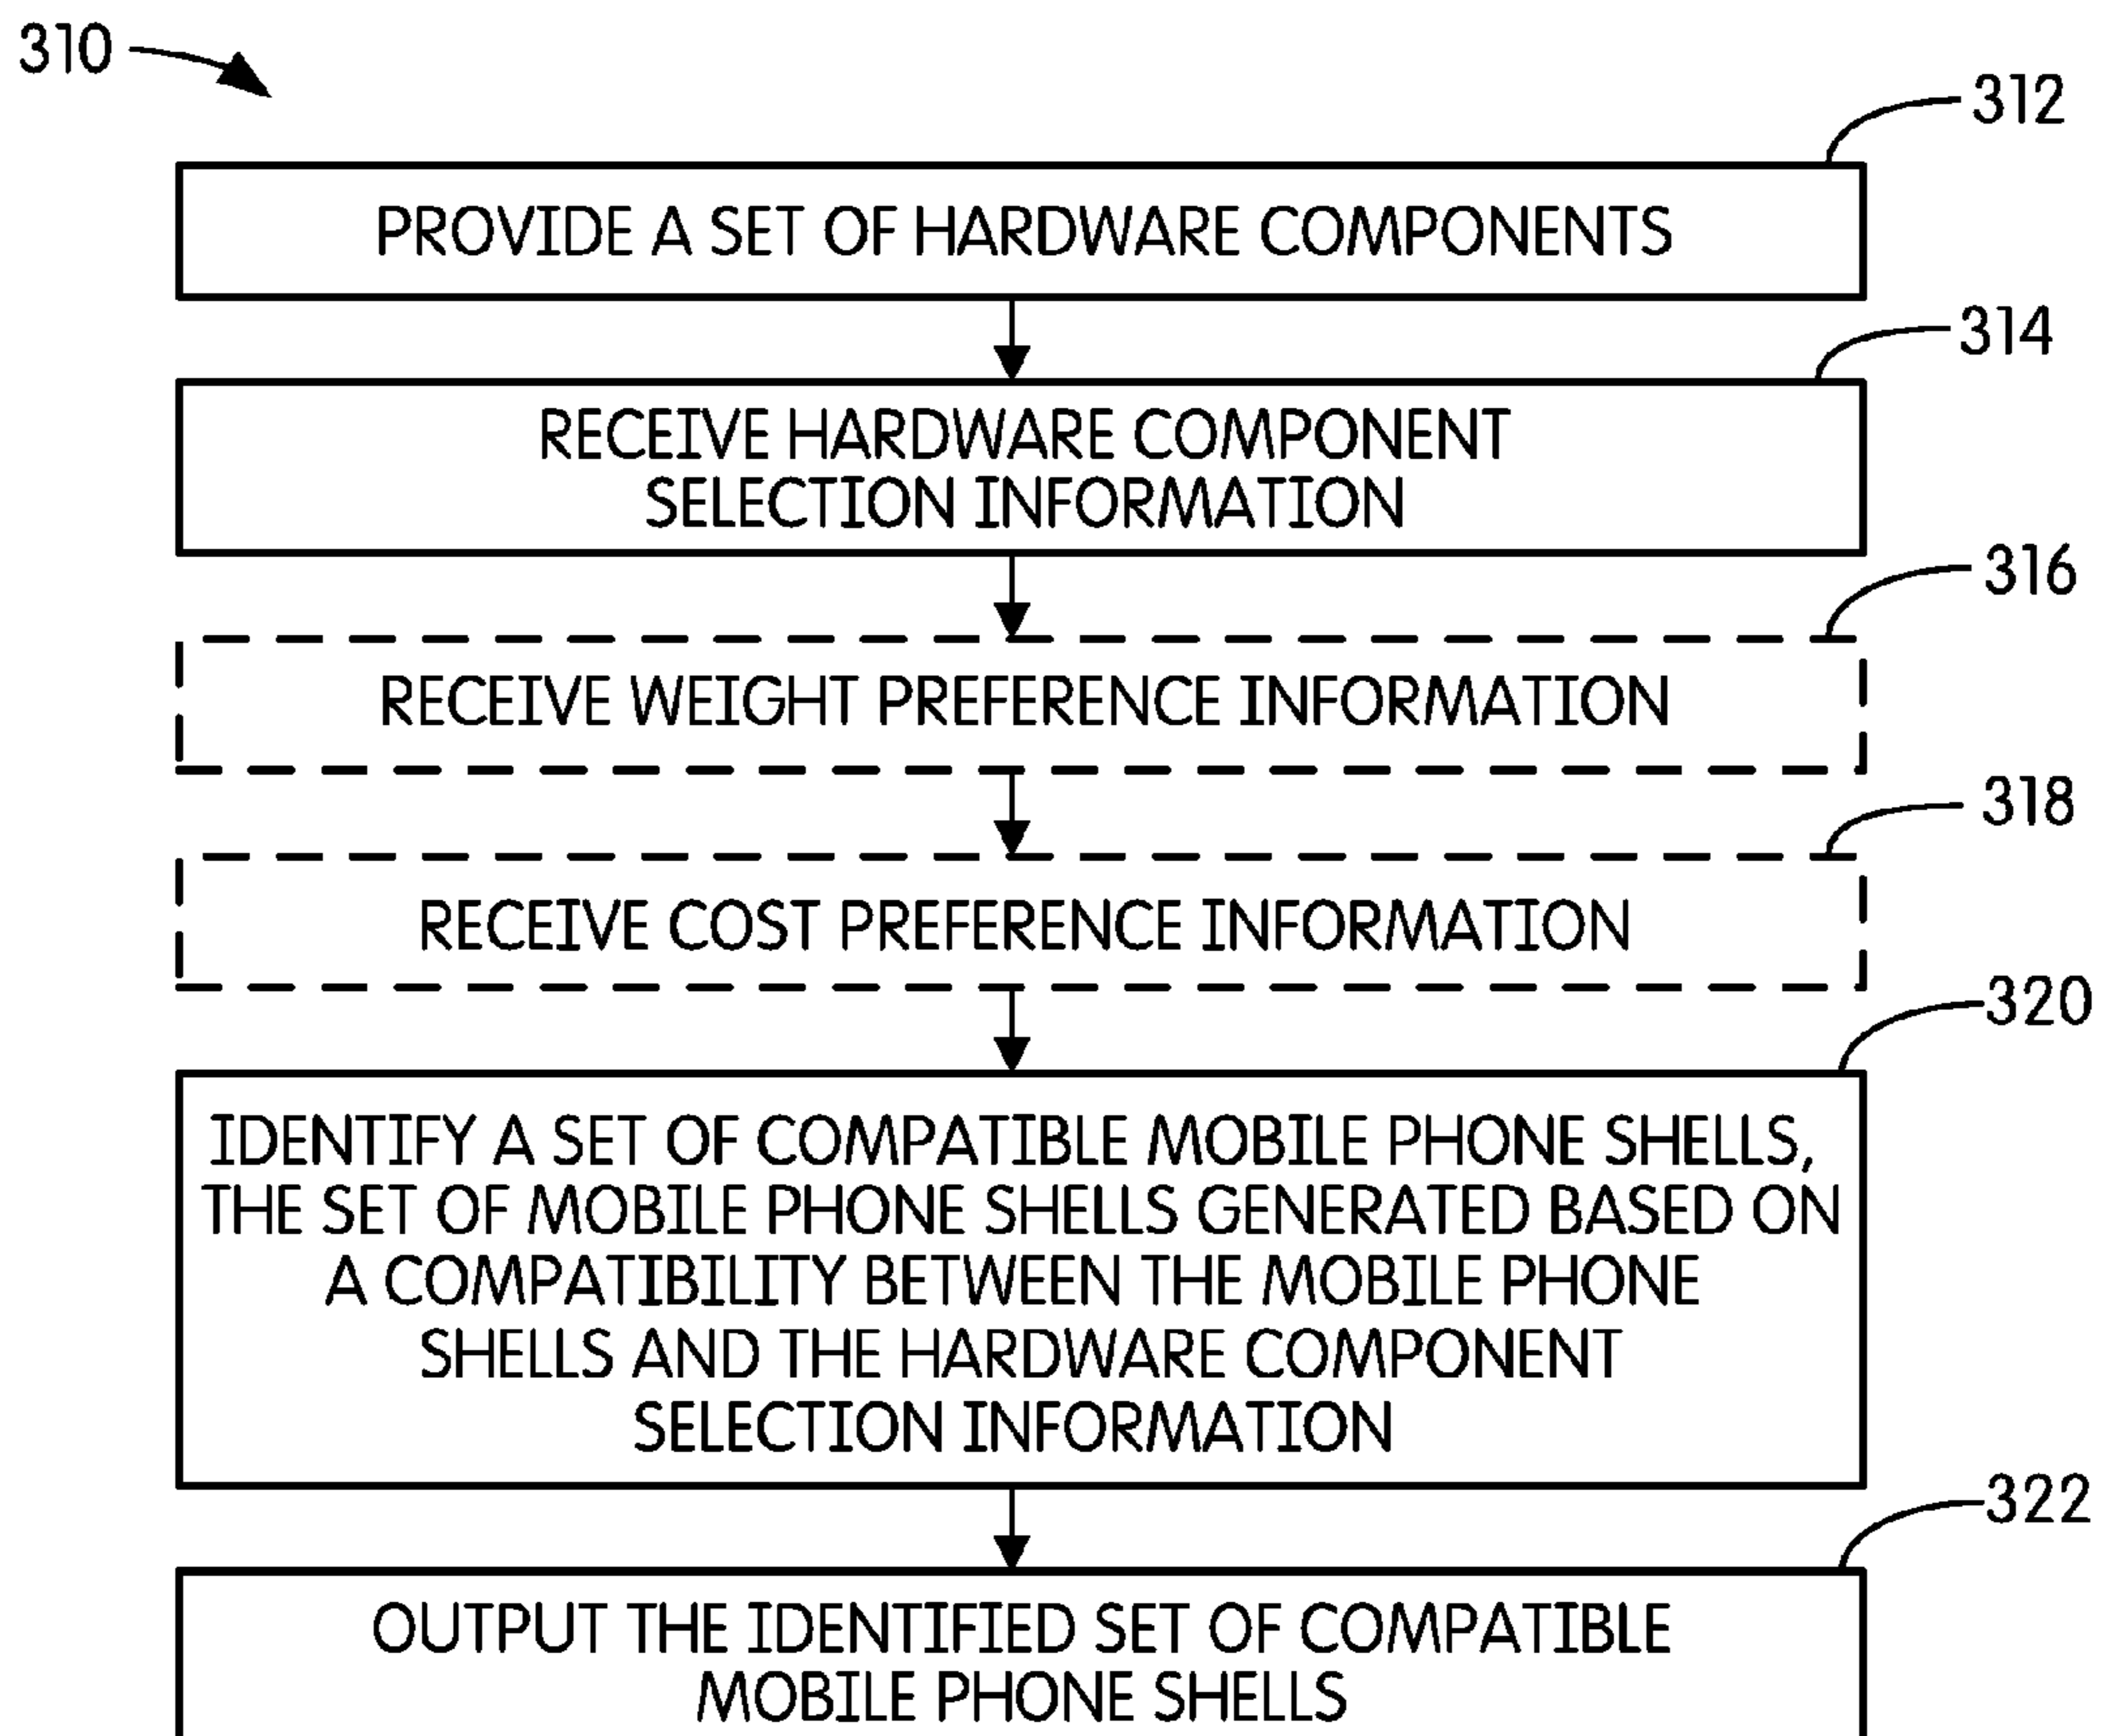 310
312
PROVIDE A SET OF HARDWARE COMPONENTS
314
RECEIVE HARDWARE COMPONENT
SELECTION INFORMATION
316
RECEIVE WEIGHT PREFERENCE INFORMATION
318
RECEIVE COST PREFERENCE INFORMATION
320
IDENTIFY A SET OF COMPATIBLE MOBILE PHONE SHELLS,
THE SET OF MOBILE PHONE SHELLS GENERATED BASED ON
A COMPATIBILITY BETWEEN THE MOBILE PHONE
SHELLS AND THE HARDWARE COMPONENT
SELECTION INFORMATION
322
OUTPUT THE IDENTIFIED SET OF COMPATIBLE
MOBILE PHONE SHELLS